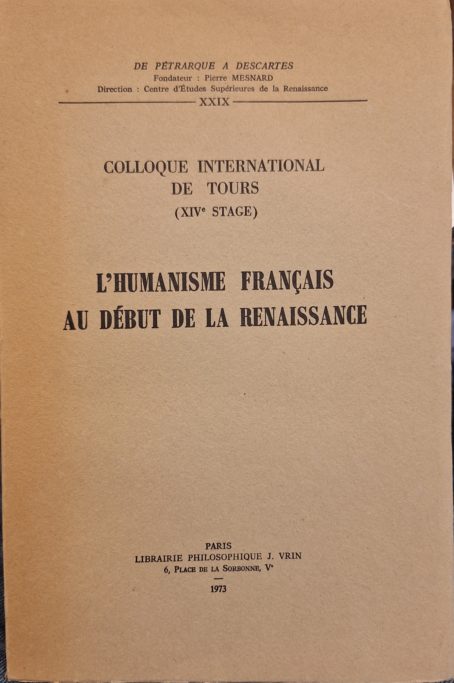 DE PÉTRARQUE A DESCARTES
Fondateur : Pierre MESNARD
Direction : Centre d'Études Supérieures de la Renaissance
XXIX
COLLOQUE INTERNATIONAL
DE TOURS
(XIVe STAGE)
L'HUMANISME FRANÇAIS
AU DÉBUT DE LA RENAISSANCE
PARIS
LIBRAIRIE PHILOSOPHIQUE J. VRIN
6, PLACE DE LA SORBONNE, Ve
1973